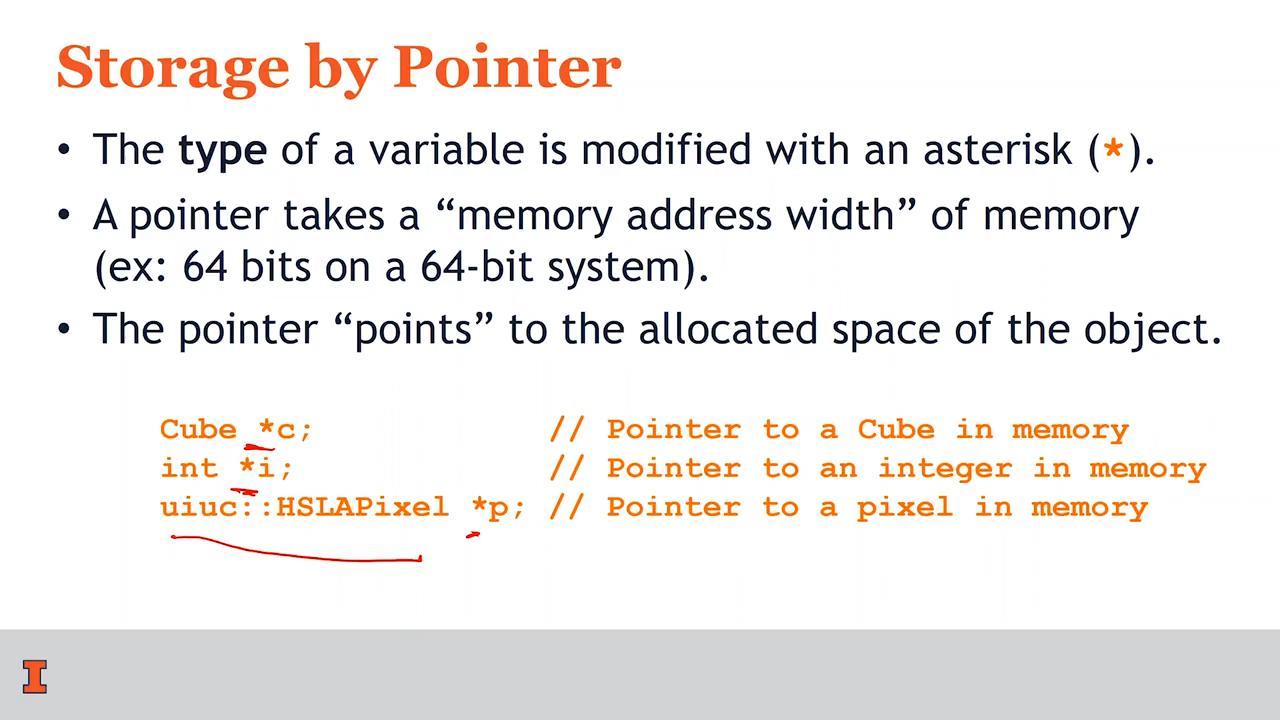 Storage by Pointer
• The type of a variable is modified with an asterisk (*).
• A pointer takes a “memory address width” of memory
(ex: 64 bits on a 64-bit system).
• The pointer “points” to the allocated space of the object.
Cube *c; // Pointer to a Cube in memory
int *i; // Pointer to an integer in memory
uiuc::HSLAPixel *p; // Pointer to a pixel in memory
I